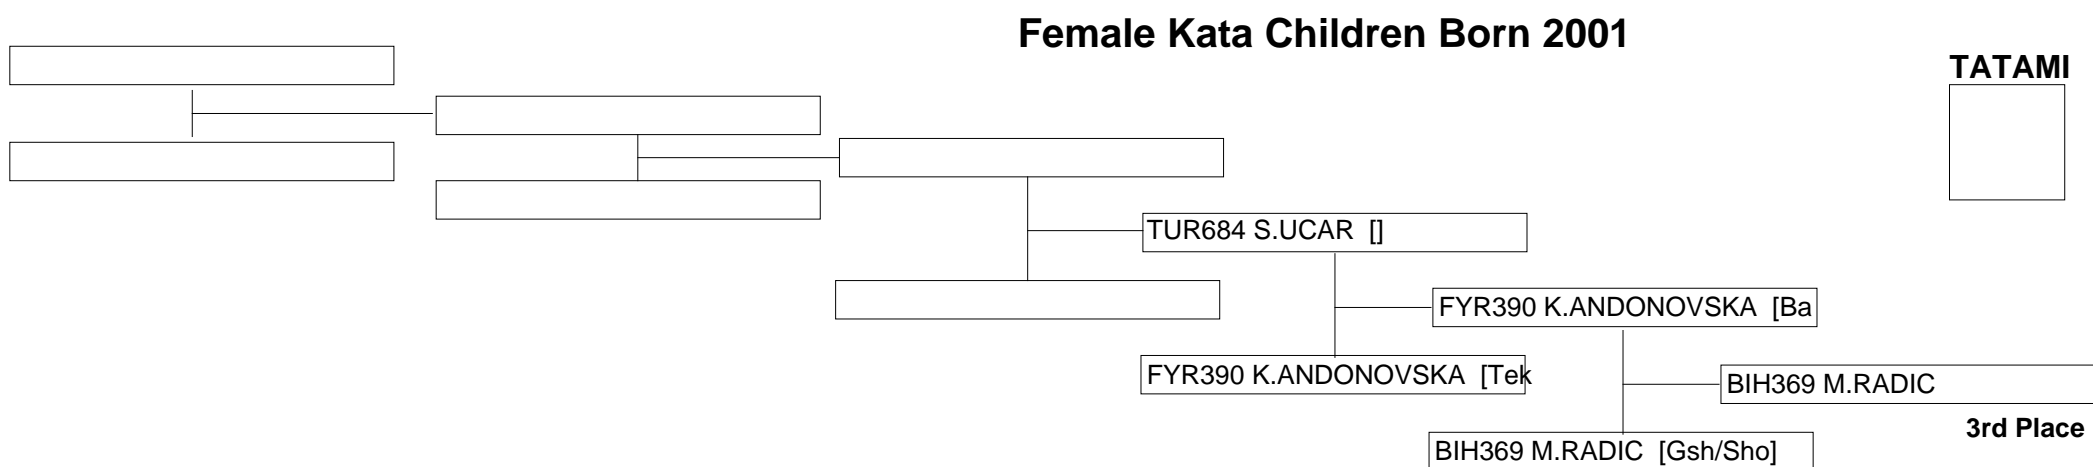 Female Kata Children Born 2001
TATAMI
TUR684 S.UCAR []
FYR390 K.ANDONOVSKA [Ba
FYR390 K.ANDONOVSKA [Tek
BIH369 M.RADIC
3rd Place
BIH369 M.RADIC [Gsh/Sho]